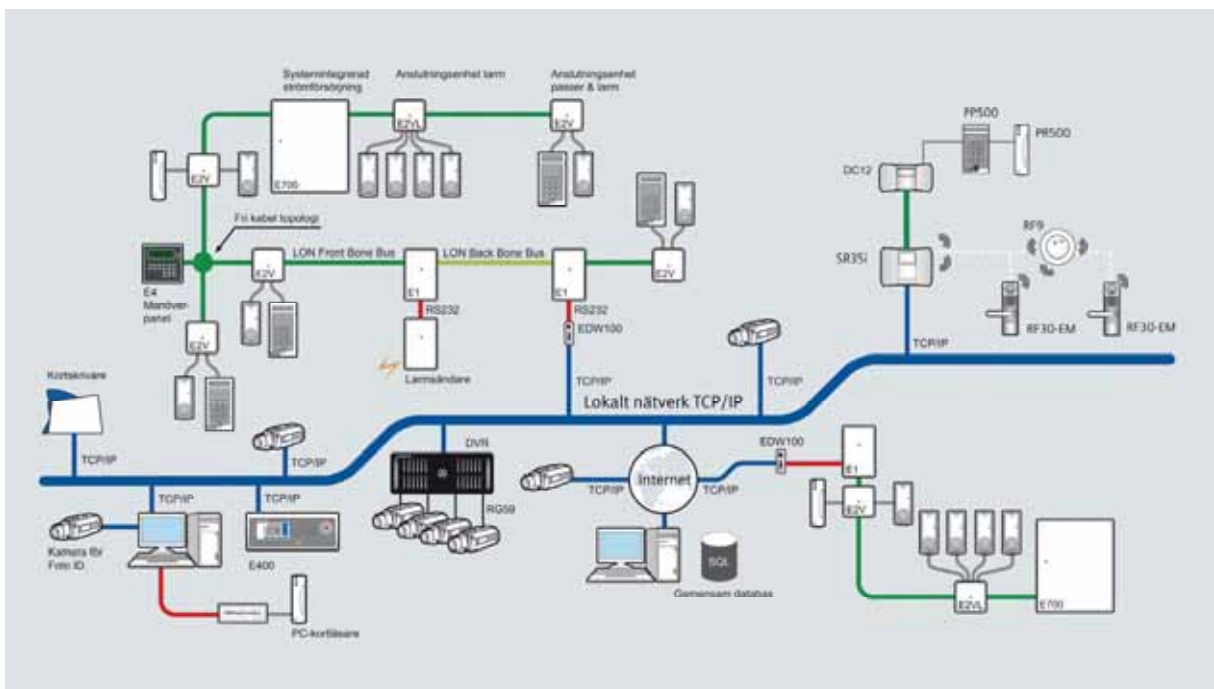 Systemintegrerad
strömförsörjning
Anslutningsenhet larm
Anslutningsenhet
passer & larm
E2VL
E2V
E2V
E700
PP500
PR500
DC12
Fri kabel topologi
RF9
SR35i
LON Front Bone Bus
LON Back Bone Bus
E2V
E1
E1
E2V
E4
Manöver-
panel
RS232
RS232
EDW100
RF30-EM
RF30-EM
E2V
TCP/IP
Larmsändare
TCP/IP
TCP/IP
Kortskrivare
Lokalt nätverk TCP/IP
DVR
EDW100
TCP/IP
TCP/IP
E1
Internet
TCP/IP
TCP/IP
TCP/IP
TCP/IP
RG59
E2V
Kamera för
Foto ID
E400
SQL
Gemensam databas
E2VL
E700
PC-kortläsare